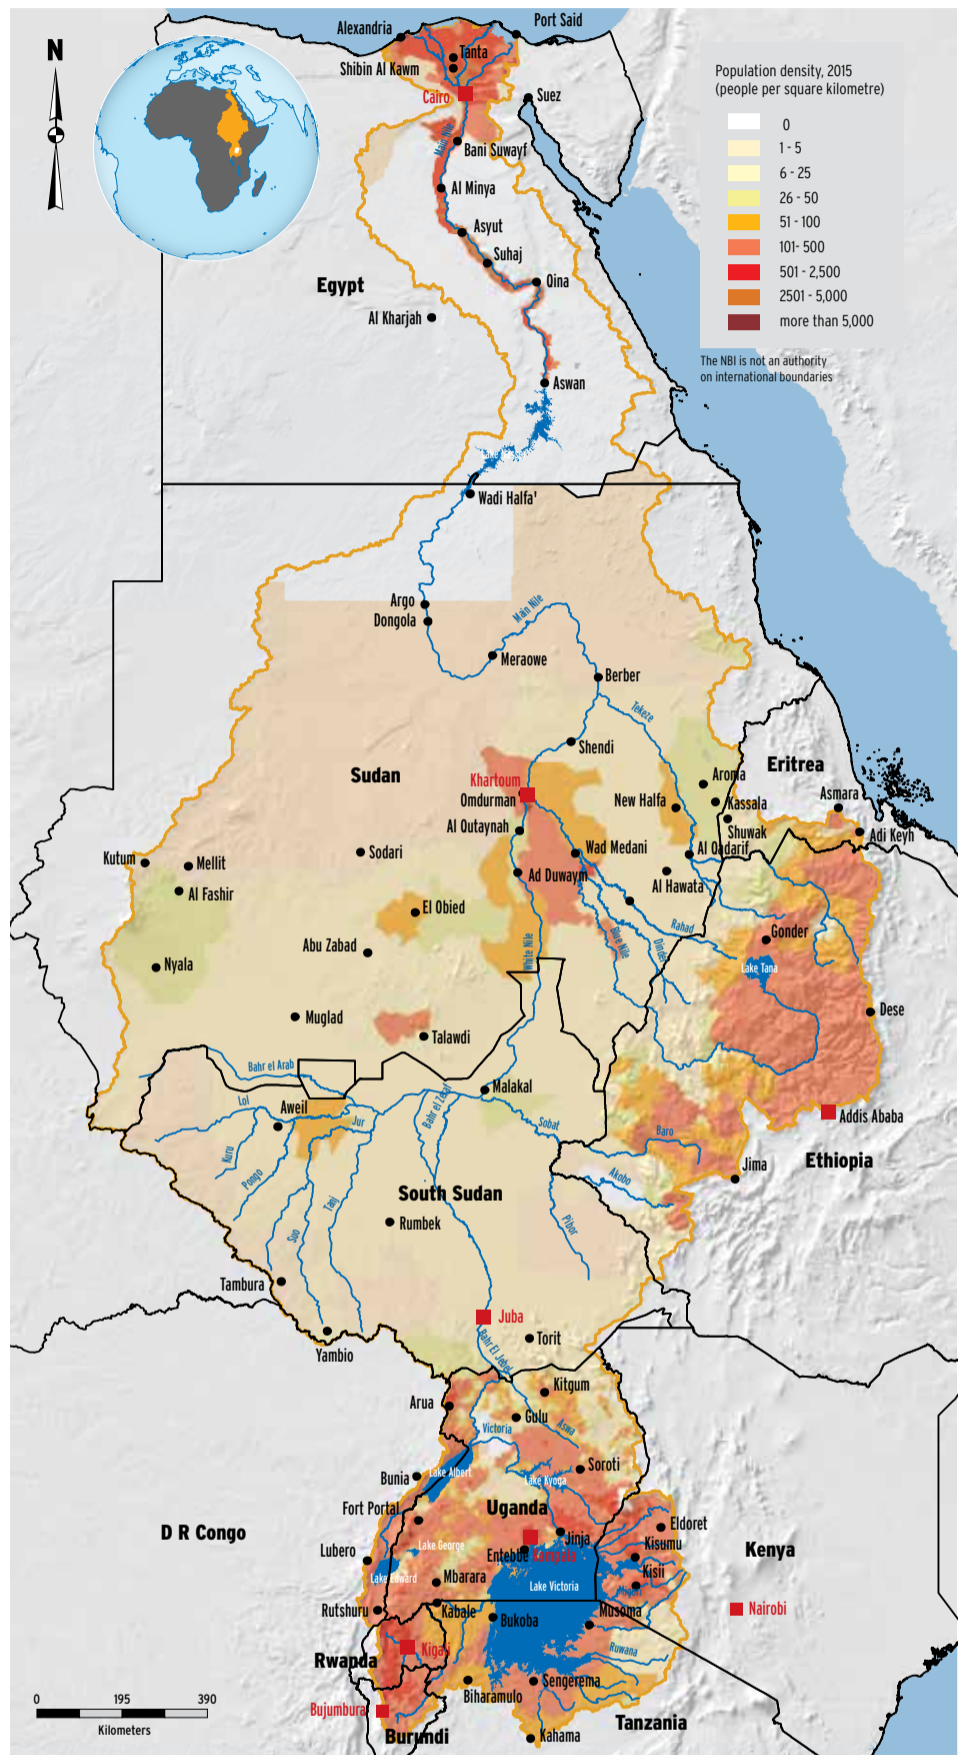 Alexandria
Port Said
N
Tanta
Shibin Al Kawm
Cairo
Suez
Population density, 2015
(people per square kilometre)
0
1 - 5
6 - 25
26 - 50
51 - 100
101 - 500
501 - 2,500
2501 - 5,000
more than 5,000
The NBI is not an authority
on international boundaries
Main Nile
Bani Suwayf
Al Minya
Asyut
Suhaj
Qina
Egypt
Al Kharjah
Aswan
Wadi Halfa'
Argo
Dongola
Main Nile
Meraowe
Berber
Tekeze
Shendi
Sudan
Khartoum
Omdurman
Eritrea
Aroma
Asmara
New Halfa
Kassala
Shuwak
Adi Keyh
Al Qutaynah
Kutum
Mellit
Sodari
Wad Medani
Al Qadarif
Ad Duwaym
Al Hawata
Al Fashir
El Obied
Rahad
Gonder
Abu Zabad
White Nile
Blue Nile
Dinder
Nyala
Lake Tana
Dese
Muglad
Talawdi
Bahr el Arab
Malakal
Lol
Aweil
Jur
Bahr el Zeraf
Sobat
Addis Ababa
Kuru
Pongo
Baro
Ethiopia
Jima
Akobo
South Sudan
Suo
Tanj
Rumbek
Pibor
Tambura
Juba
Yambio
Bahr El Jebel
Torit
Kitgum
Arua
Gulu
Aswa
Victoria
Soroti
Bunia
Lake Albert
Lake Kyoga
Fort Portal
Uganda
D R Congo
Eldoret
Jinja
Kisumu
Kenya
Lake George
Entebbe
Kampala
Lubero
Kisii
Lake Edward
Mbarara
Lake Victoria
Migori
Rutshuru
Kabale
Bukoba
Musoma
Nairobi
Rwanda
Kigali
Ruwana
Sengerema
Biharamulo
Bujumbura
Burundi
Tanzania
Kahama
0
195
390
Kilometers